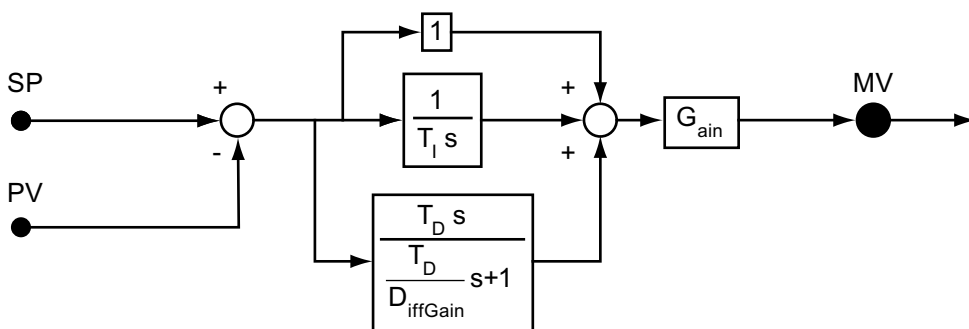 1
SP
+
+
MV
1
T_I s
G_ain
-
+
PV
T_D s
T_D
D_iffGain
s+1